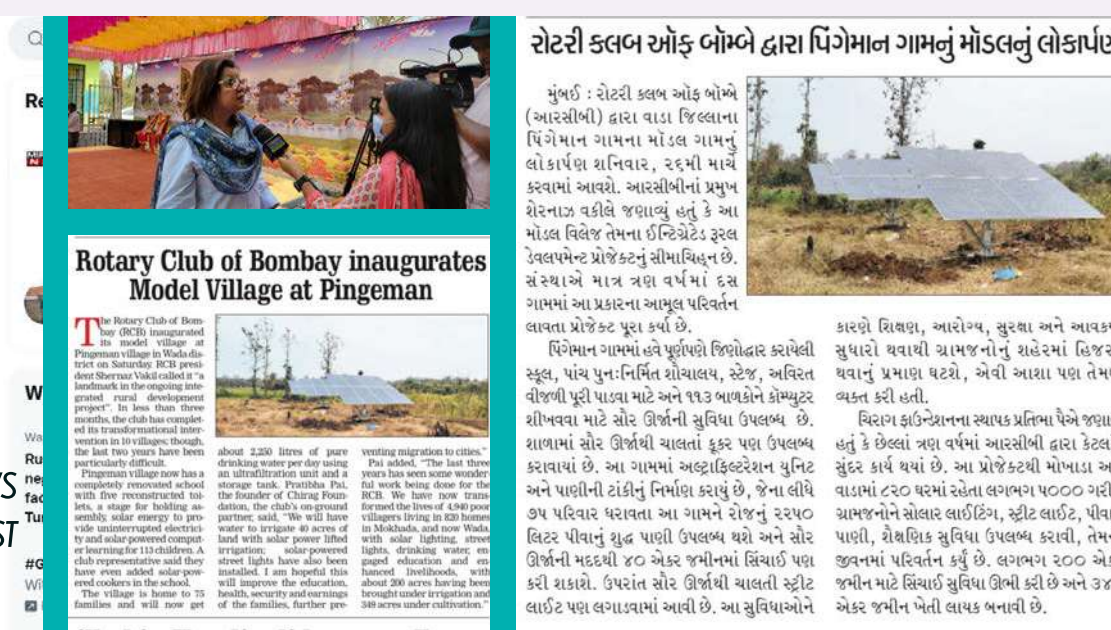 Rotary Club of Bombay inaugurates
Model Village at Pingeman
The Rotary Club of Bom-
bay (RCB) inaugurated
its model village at
Pingeman village in Wada dis-
trict on Saturday. RCB presi-
dent Shernaz Vakil called it "a
landmark in the ongoing inte-
grated rural development
project". In less than three
months, the club has complet-
ed its transformational inter-
vention in 10 villages; though,
the last two years have been
particularly difficult.
Pingeman village now has a
completely renovated school
with five reconstructed toi-
lets, a stage for holding as-
sembly, solar energy to pro-
vide uninterrupted electrici-
ty and solar-powered comput-
er learning for 113 children. A
club representative said they
have even added solar-pow-
ered cookers in the school.
The village is home to 75
families and will now get
about 2,250 litres of pure
drinking water per day using
an ultrafiltration unit and a
storage tank. Pratibha Pai,
the founder of Chirag Foun-
dation, the club's on-ground
partner, said, "We will have
water to irrigate 40 acres of
land with solar power lifted
irrigation; solar-powered
street lights have also been
installed. I am hopeful this
will improve the education,
health, security and earnings
of the families, further pre-
venting migration to cities."
Pai added, "The last three
years has seen some wonder-
ful work being done for the
RCB. We have now trans-
formed the lives of 4,940 poor
villagers living in 820 homes
in Mokhada, and now Wada,
with solar lighting, street
lights, drinking water, en-
gaged education and en-
hanced livelihoods, with
about 200 acres having been
brought under irrigation and
349 acres under cultivation."
રોટરી કલબ ઓફ બૉમ્બે દ્વારા પિંગેમાન ગામનું મૉડલનું લોકાર્પણ
મુંબઈ : રોટરી કલબ ઓફ બૉમ્બે
(આરસીબી) દ્વારા વાડા જિલ્લાના
પિંગેમાન ગામના મૉડલ ગામનું
લોકાર્પણ શનિવાર, ૨૬મી માર્ચે
કરવામાં આવશે. આરસીબીનાં પ્રમુખ
શેરનાઝ વકીલે જણાવ્યું હતું કે આ
મૉડલ વિલેજ તેમના ઈન્ટિગ્રેટેડ રૂરલ
ડેવલપમેન્ટ પ્રોજેક્ટનું સીમાચિહ્ન છે.
સંસ્થાએ માત્ર ત્રણ વર્ષમાં દસ
ગામમાં આ પ્રકારના આમૂલ પરિવર્તન
લાવતા પ્રોજેક્ટ પૂરા કર્યા છે.
પિંગેમાન ગામમાં હવે પૂર્ણપણે જિર્ણોદ્ધાર કરાયેલી
સ્કૂલ, પાંચ પુનઃનિર્મિત શૌચાલય, સ્ટેજ, અવિરત
વીજળી પૂરી પાડવા માટે અને ૧૧૩ બાળકોને કૉમ્પ્યુટર
શીખવવા માટે સૌર ઊર્જાની સુવિધા ઉપલબ્ધ છે.
શાળામાં સૌર ઊર્જાથી ચાલતાં કૂકર પણ ઉપલબ્ધ
કરાવાયાં છે. આ ગામમાં અલ્ટ્રાફિલ્ટરેશન યુનિટ
અને પાણીની ટાંકીનું નિર્માણ કરાયું છે, જેના લીધે
૭૫ પરિવાર ધરાવતા આ ગામને રોજનું ૨૨૫૦
લિટર પીવાનું શુદ્ધ પાણી ઉપલબ્ધ થશે અને સૌર
ઊર્જાની મદદથી ૪૦ એકર જમીનમાં સિંચાઈ પણ
કરી શકાશે. ઉપરાંત સૌર ઊર્જાથી ચાલતી સ્ટ્રીટ
લાઈટ પણ લગાડવામાં આવી છે. આ સુવિધાઓને
કારણે શિક્ષણ, આરોગ્ય, સુરક્ષા અને આવક
સુધારો થવાથી ગ્રામજનોનું શહેરમાં હિજર
થવાનું પ્રમાણ ઘટશે, એવી આશા પણ તેમ
વ્યક્ત કરી હતી.
ચિરાગ ફાઉન્ડેશનના સ્થાપક પ્રતિભા પૈએ જણા
હતું કે છેલ્લાં ત્રણ વર્ષમાં આરસીબી દ્વારા કેટલા
સુંદર કાર્ય થયાં છે. આ પ્રોજેક્ટથી મોખાડા અ
વાડામાં ૮૨૦ ઘરમાં રહેતા લગભગ ૫૦૦૦ ગરી
ગ્રામજનોને સોલાર લાઈટિંગ, સ્ટ્રીટ લાઈટ, પીવા
પાણી, શૈક્ષણિક સુવિધા ઉપલબ્ધ કરાવી, તેમ
જીવનમાં પરિવર્તન કર્યું છે. લગભગ ૨૦૦ એ
જમીન માટે સિંચાઈ સુવિધા ઊભી કરી છે અને ૩૪
એકર જમીન ખેતી લાયક બનાવી છે.